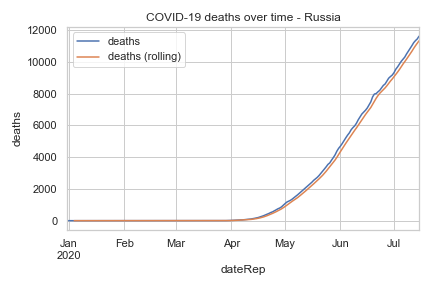 COVID-19 deaths over time - Russia
deaths
deaths (rolling)
12000
10000
8000
6000
4000
2000
0
deaths
Jan Feb Mar Apr May Jun Jul
2020
dateRep